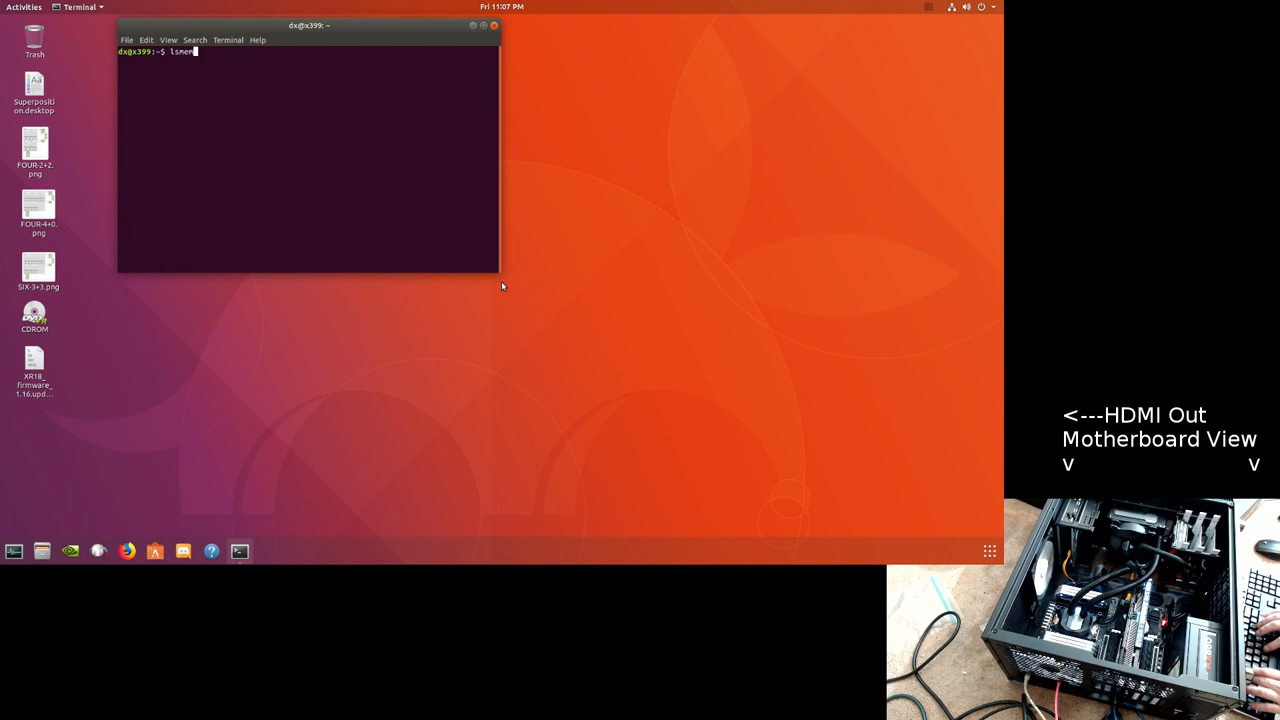 Activities
Terminal
Fri 11:07 PM
dx@x399: ~
File Edit View Search Terminal Help
dx@x399:~$ lsmem
Trash
Superpositi
on.desktop
FOUR-2+2.
png
FOUR-4+0.
png
SIX-3+3.png
CDROM
XR18_
firmware_
1.16.upd...
<---HDMI Out
Motherboard View
v v